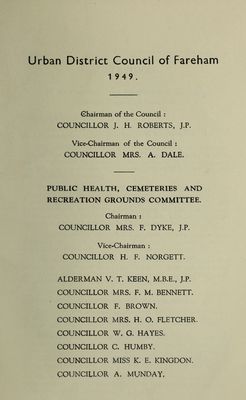 Urban District Council of Fareham
1949.
Chairman of the Council :
COUNCILLOR J. H. ROBERTS, J.P.
Vice-Chairman of the Council :
COUNCILLOR MRS. A. DALE.
PUBLIC HEALTH, CEMETERIES AND
RECREATION GROUNDS COMMITTEE.
Chairman :
COUNCILLOR MRS. F. DYKE, J.P.
Vice-Chairman :
COUNCILLOR H. F. NORGETT.
ALDERMAN V. T. KEEN, M.B.E., J.P.
COUNCILLOR MRS. F. M. BENNETT.
COUNCILLOR F. BROWN.
COUNCILLOR MRS. H. O. FLETCHER.
COUNCILLOR W. G. HAYES.
COUNCILLOR C. HUMBY.
COUNCILLOR MISS K. E. KINGDON.
COUNCILLOR A. MUNDAY.